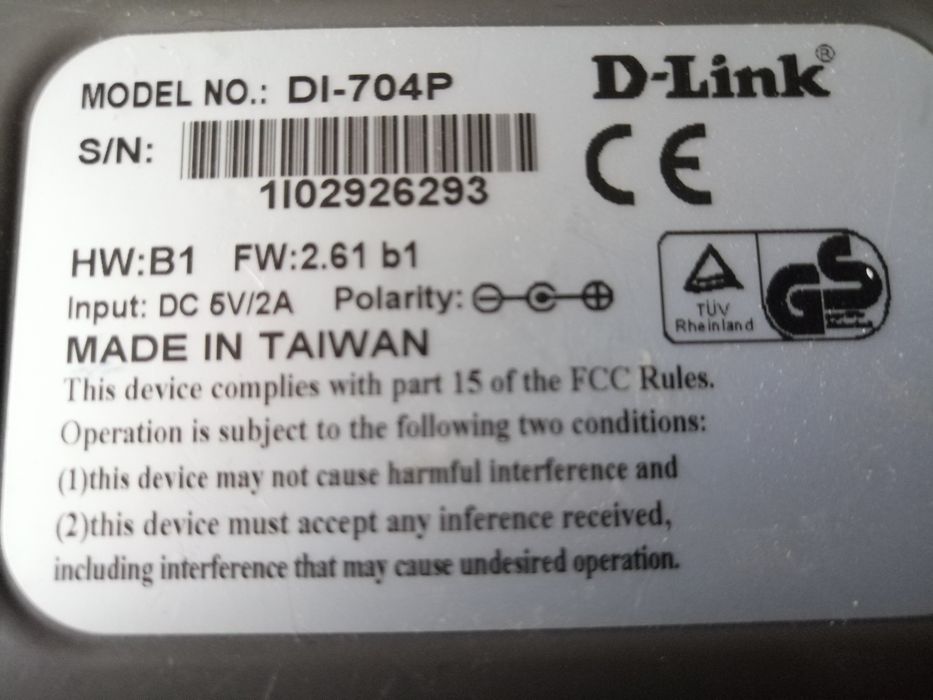 MODEL NO.: DI-704P
D-Link®
S/N:
1I02926293
CE
HW:B1 FW:2.61 b1
Input: DC 5V/2A Polarity:
TÜV
Rheinland
GS
MADE IN TAIWAN
This device complies with part 15 of the FCC Rules.
Operation is subject to the following two conditions:
(1)this device may not cause harmful interference and
(2)this device must accept any inference received,
including interference that may cause undesired operation.